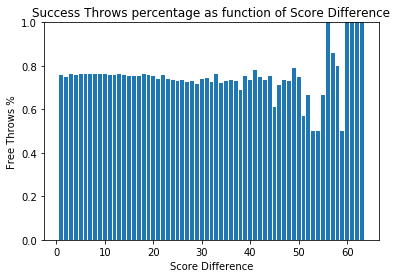 Success Throws percentage as function of Score Difference
1.0
0.8
0.6
0.4
0.2
0.0
Free Throws %
0 10 20 30 40 50 60
Score Difference